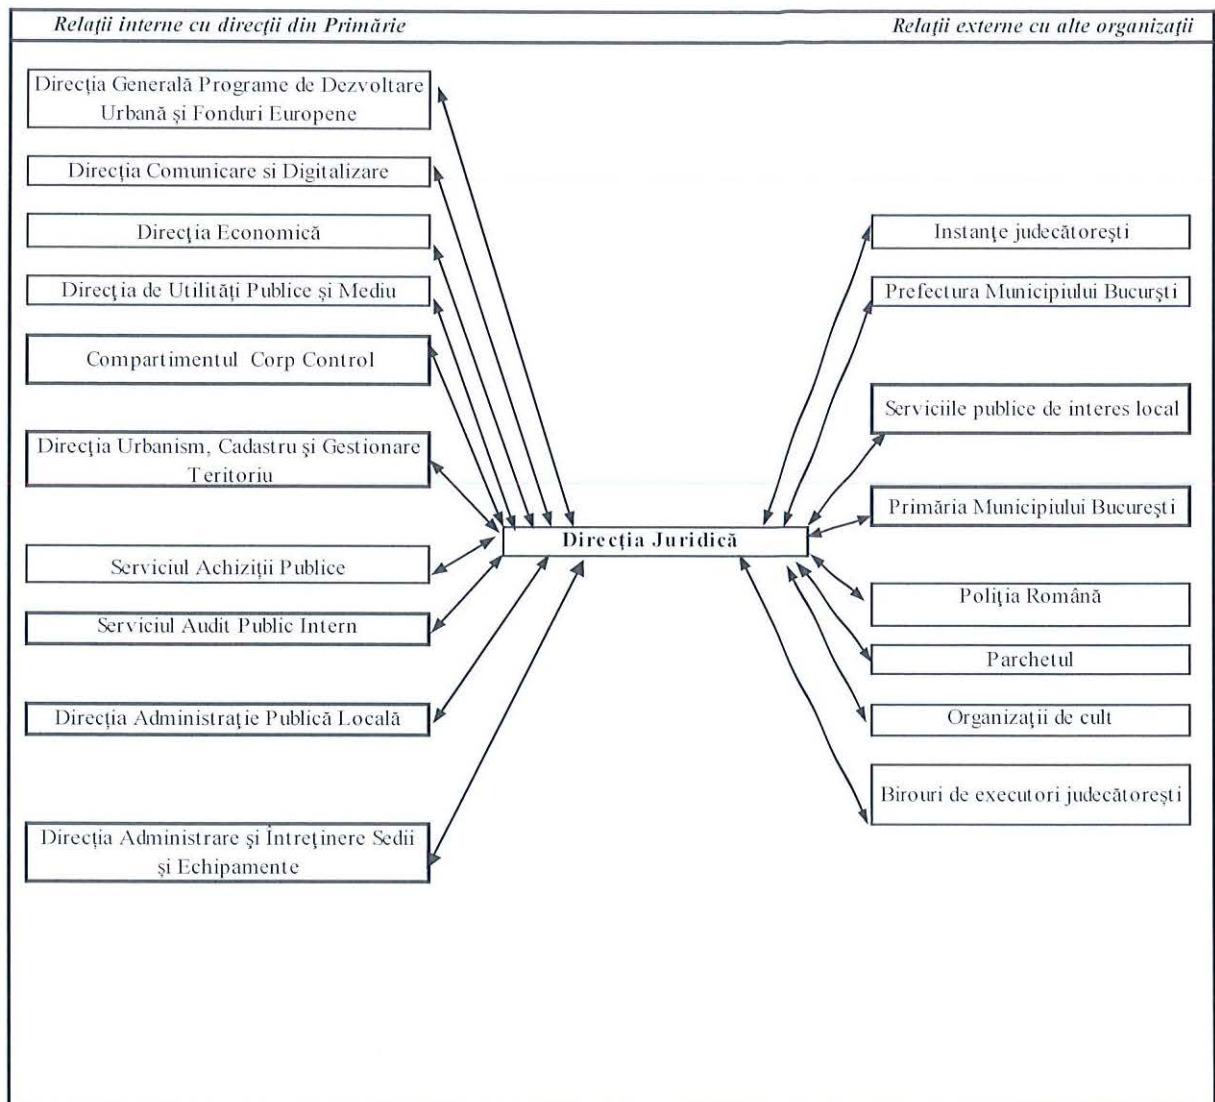 Relații interne cu direcții din Primărie
Relații externe cu alte organizații
Direcția Generală Programe de Dezvoltare
Urbană și Fonduri Europene
Direcția Comunicare si Digitalizare
Direcția Economică
Direcția de Utilități Publice și Mediu
Compartimentul Corp Control
Direcția Urbanism, Cadastru și Gestionare
Teritoriu
Serviciul Achiziții Publice
Serviciul Audit Public Intern
Direcția Administrație Publică Locală
Direcția Administrare și Întreținere Sedii
și Echipamente
Direcția Juridică
Instanțe judecătorești
Prefectura Municipiului Bucurști
Serviciile publice de interes local
Primăria Municipiului București
Poliția Română
Parchetul
Organizații de cult
Birouri de executori judecătorești